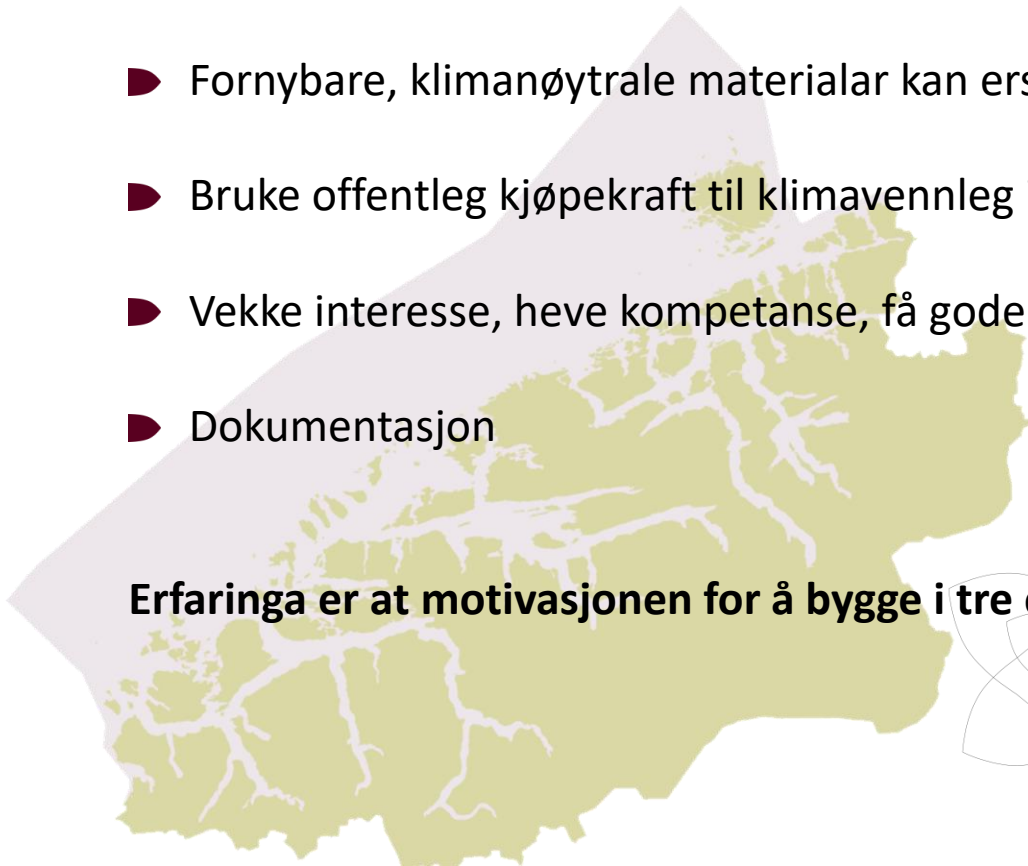 Fornybare, klimanøytrale materialar kan ers
Bruke offentleg kjøpekraft til klimavennleg
Vekke interesse, heve kompetanse, få gode
Dokumentasjon
Erfaringa er at motivasjonen for å bygge i tre